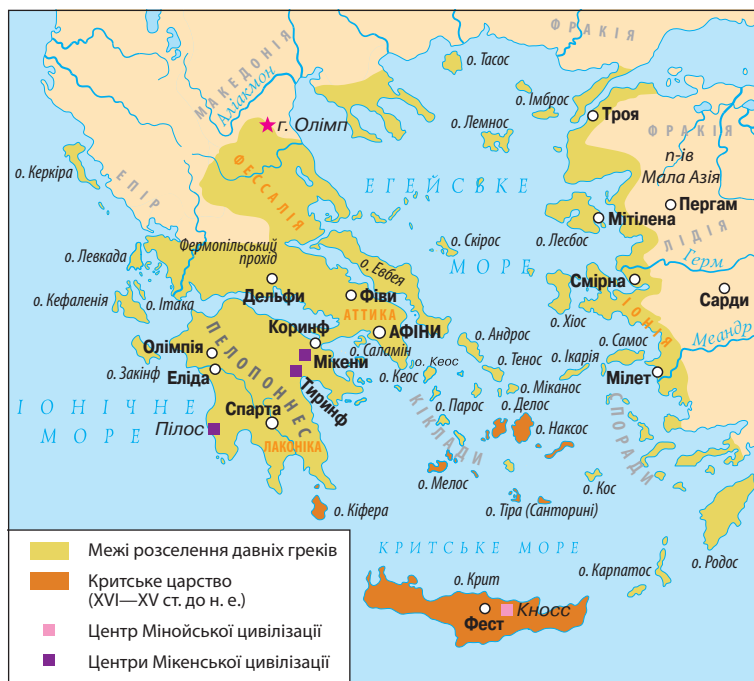 ФРАКІЯ
МАКЕДОНІЯ
Аліакмон
о. Тасос
о. Імброс
Троя
г. Олімп
о. Лемнос
ФРАКІЯ
о. Керкіра
ЕПІР
ФЕССАЛІЯ
п-ів
Мала Азія
ЕГЕЙСЬКЕ
МОРЕ
Пергам
Мітілена
о. Лесбос
ЛІДІЯ
Герм
Фермопільський
прохід
о. Скірос
о. Евбея
о. Левкада
Дельфи
Фіви
Смірна
Сарди
о. Кефаленія
о. Ітака
АТТИКА
о. Хіос
ІОНІЯ
Меандр
Коринф
АФІНИ
о. Андрос
о. Самос
Олімпія
ПЕЛОПОННЕС
Мікени
о. Саламін
о. Кеос
о. Кеос
о. Тенос
о. Ікарія
о. Закінф
Еліда
Тиринф
о. Міканос
Мілет
ІОНІЧНЕ
МОРЕ
Спарта
о. Парос
о. Делос
о. Наксос
КІКЛАДИ
СПОРАДИ
Пілос
ЛАКОНІКА
о. Мелос
о. Кос
о. Кіфера
о. Тіра (Санторині)
КРИТСЬКЕ МОРЕ
о. Карпатос
о. Родос
о. Крит
Кносс
Фест
Межі розселення давніх греків
Критське царство
(XVI—XV ст. до н. е.)
Центр Мінойської цивілізації
Центри Мікенської цивілізації